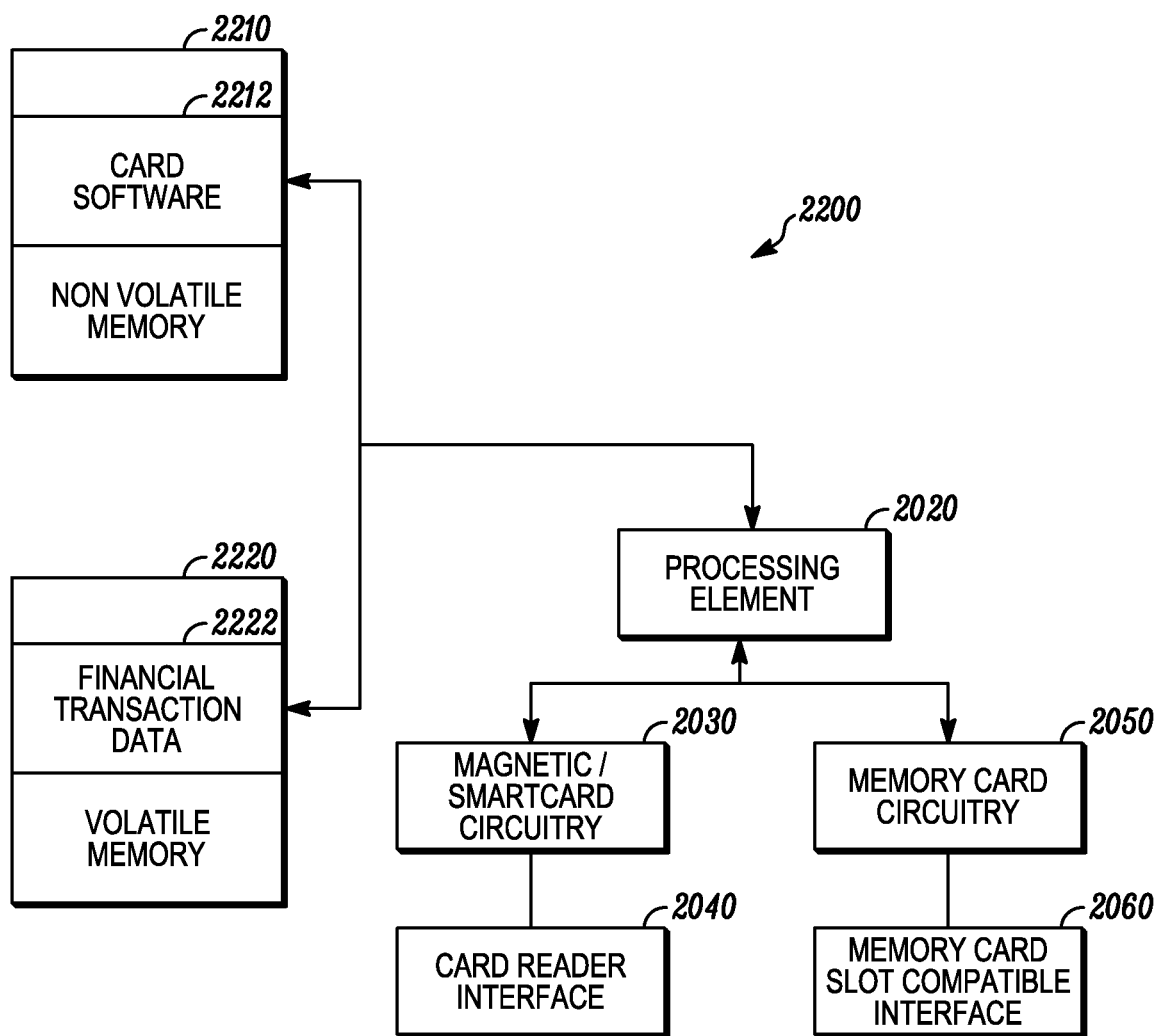 2210
2212
CARD
SOFTWARE
NON VOLATILE
MEMORY
2200
2020
PROCESSING
ELEMENT
2220
2222
FINANCIAL
TRANSACTION
DATA
VOLATILE
MEMORY
2030
MAGNETIC /
SMARTCARD
CIRCUITRY
2050
MEMORY CARD
CIRCUITRY
2040
CARD READER
INTERFACE
2060
MEMORY CARD
SLOT COMPATIBLE
INTERFACE